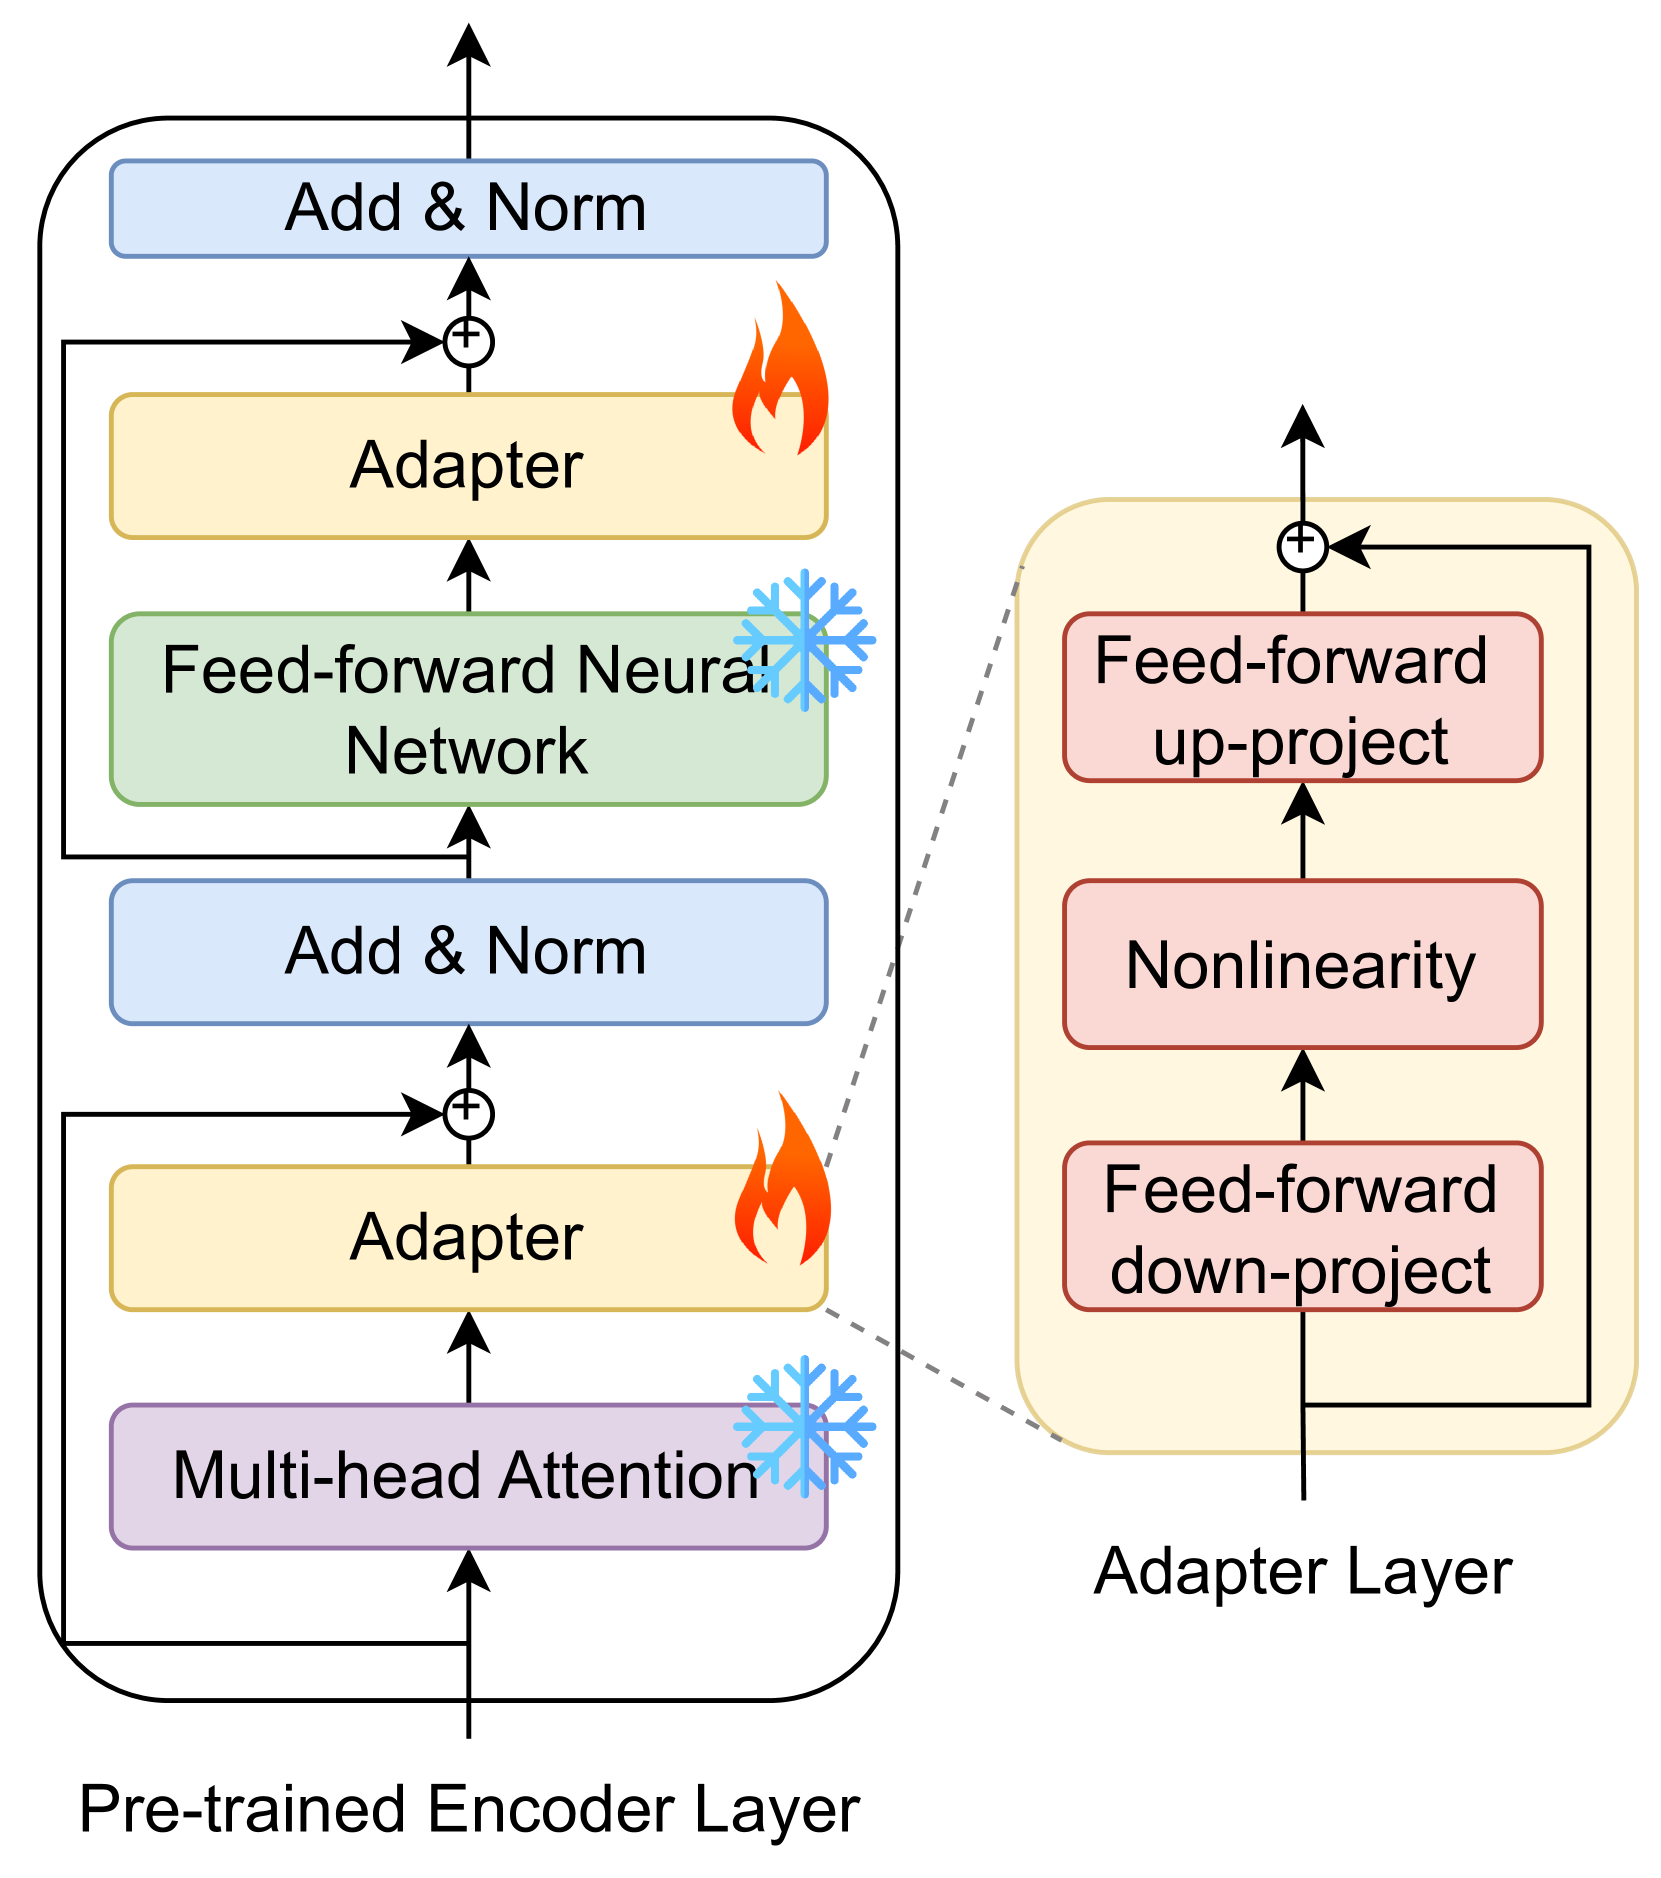 Add & Norm
+
Adapter
Feed-forward Neural
Network
Add & Norm
+
Adapter
Multi-head Attention
Pre-trained Encoder Layer
+
Feed-forward
up-project
Nonlinearity
Feed-forward
down-project
Adapter Layer